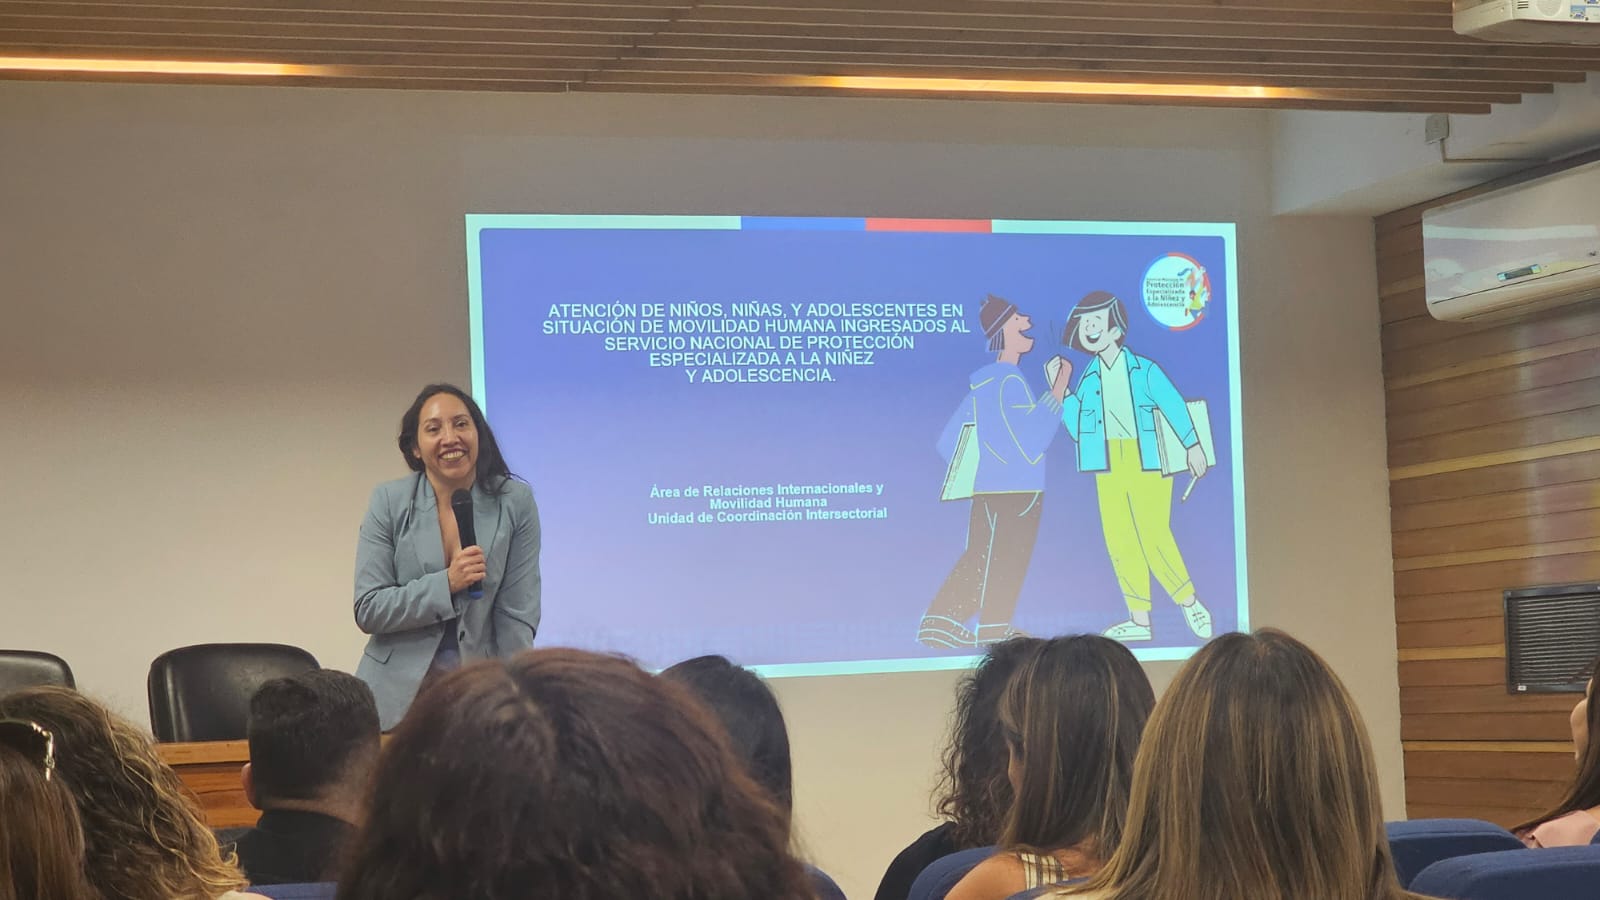 ATENCIÓN DE NIÑOS, NIÑAS, Y ADOLESCENTES EN
SITUACIÓN DE MOVILIDAD HUMANA INGRESADOS AL
SERVICIO NACIONAL DE PROTECCIÓN
ESPECIALIZADA A LA NIÑEZ
Y ADOLESCENCIA.
Protección
Especializada
a la Niñez y
Adolescencia
Área de Relaciones Internacionales y
Movilidad Humana
Unidad de Coordinación Intersectorial